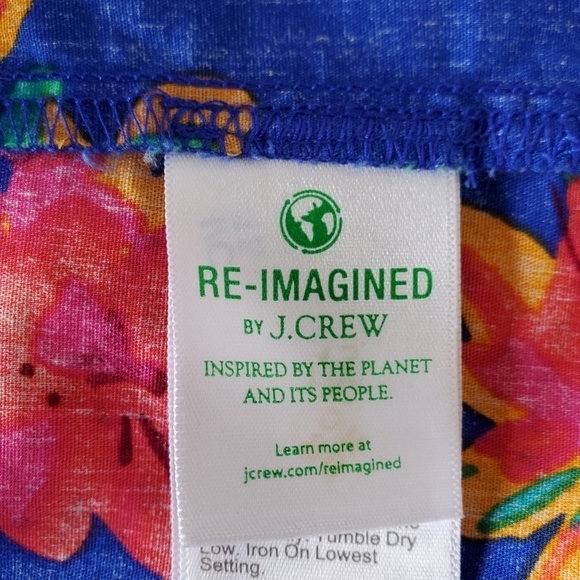 RE-IMAGINED
BY J.CREW
INSPIRED BY THE PLANET
AND ITS PEOPLE.
Learn more at
jcrew.com/reimagined
Tumble Dry
Low. Iron On Lowest
Setting.